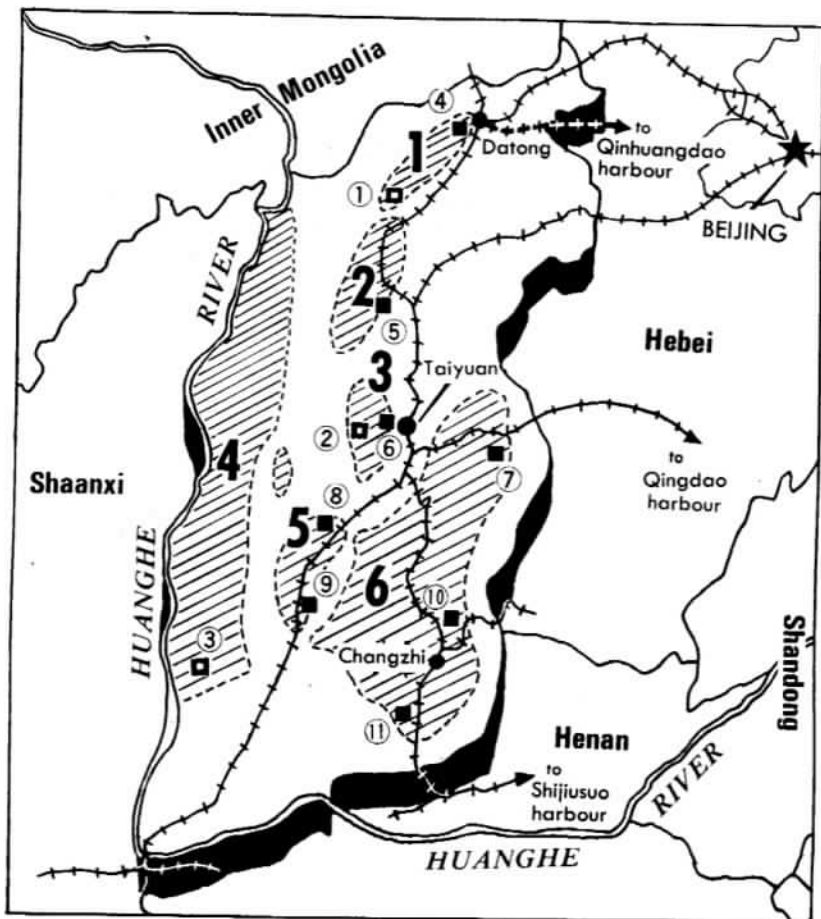 Inner Mongolia
④
1
Datong
to
Qinhuangdao
harbour
①
BEIJING
RIVER
2
⑤
Hebei
3
Taiyuan
4
②
⑥
⑦
to
Qingdao
harbour
Shaanxi
⑧
5
⑨
6
⑩
HUANGHE
③
Changzhi
Shandong
⑪
Henan
to
Shijiusuo
harbour
RIVER
HUANGHE